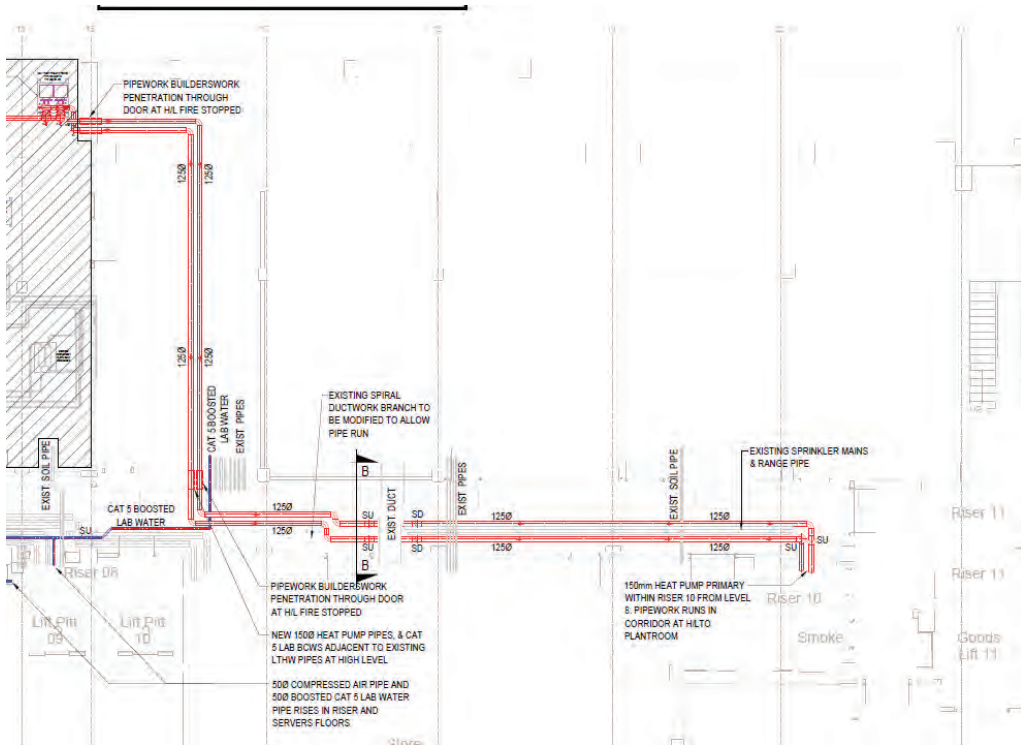 PIPEWORK BUILDERSWORK
PENETRATION THROUGH
DOOR AT H/L FIRE STOPPED
125Ø
125Ø
125Ø
125Ø
CAT 5 BOOSTED
LAB WATER
EXIST PIPES
EXISTING SPIRAL
DUCTWORK BRANCH TO
BE MODIFIED TO ALLOW
PIPE RUN
B
EXIST. DUCT
EXIST. PIPES
EXIST. SOIL PIPE
EXISTING SPRINKLER MAINS
& RANGE PIPE
EXIST. SOIL PIPE
CAT 5 BOOSTED
LAB WATER
SU
125Ø
125Ø
SU
SD
125Ø
125Ø
SU
SD
125Ø
125Ø
SU
SU
B
Riser 11
Riser 08
Riser 11
Riser 10
Lift Pit
09
Lift Pit
10
Smoke
Goods
Lift 11
PIPEWORK BUILDERSWORK
PENETRATION THROUGH DOOR
AT H/L FIRE STOPPED
150mm HEAT PUMP PRIMARY
WITHIN RISER 10 FROM LEVEL
8. PIPEWORK RUNS IN
CORRIDOR AT HILTO
PLANTROOM
NEW 150Ø HEAT PUMP PIPES, & CAT
5 LAB BCWS ADJACENT TO EXISTING
LTHW PIPES AT HIGH LEVEL
50Ø COMPRESSED AIR PIPE AND
50Ø BOOSTED CAT 5 LAB WATER
PIPE RISES IN RISER AND
SERVERS FLOORS
Store